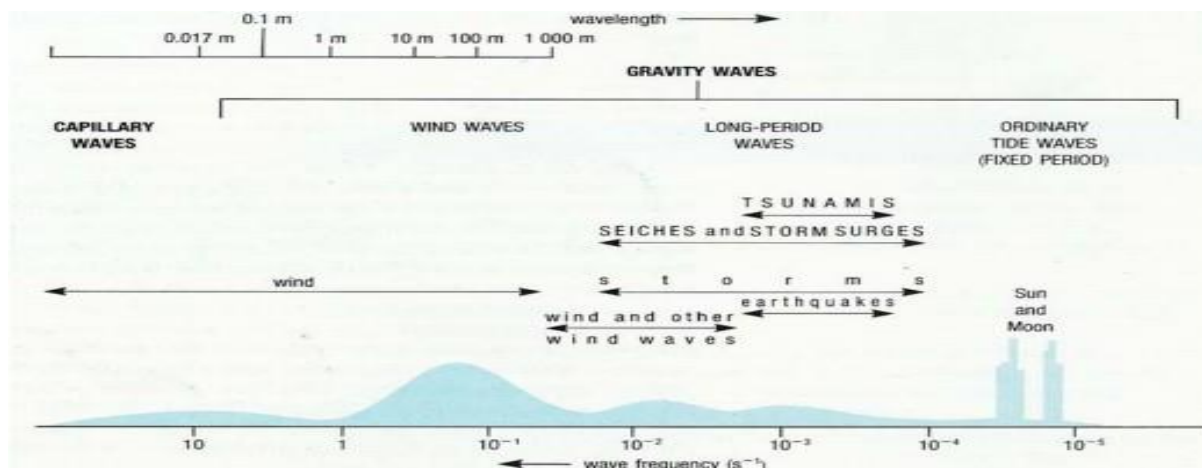 0.1 m
wavelength
0.017 m 1 m 10 m 100 m 1 000 m
GRAVITY WAVES
CAPILLARY
WAVES
WIND WAVES
LONG-PERIOD
WAVES
ORDINARY
TIDE WAVES
(FIXED PERIOD)
TSUNAMIS
SEICHES and STORM SURGES
wind
storms
earthquakes
Sun
and
Moon
wind and other
wind waves
10 1 10⁻¹ 10⁻² 10⁻³ 10⁻⁴ 10⁻⁵
wave frequency (s⁻¹)